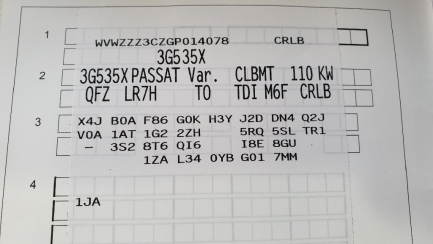 1 WVWZZZ3CZGP014078 CRLB
3G535X
2 3G535X PASSAT Var. CLBMT 110 KW
QFZ LR7H TO TDI M6F CRLB
3 X4J B0A F86 G0K H3Y J2D DN4 Q2J
V0A 1AT 1G2 2ZH 5RQ 5SL TR1
— 3S2 8T6 QI6 I8E 8GU
1ZA L34 0YB G01 7MM
4
1JA